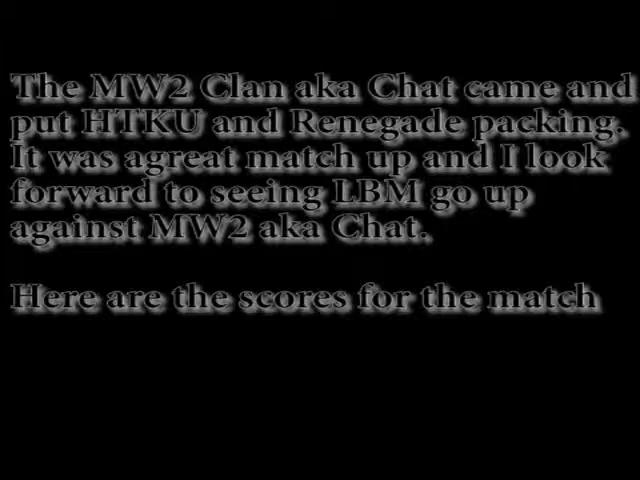 The MW2 Clan aka Chat came and
put HTKU and Renegade packing.
It was agreat match up and I look
forward to seeing LBM go up
against MW2 aka Chat.
Here are the scores for the match